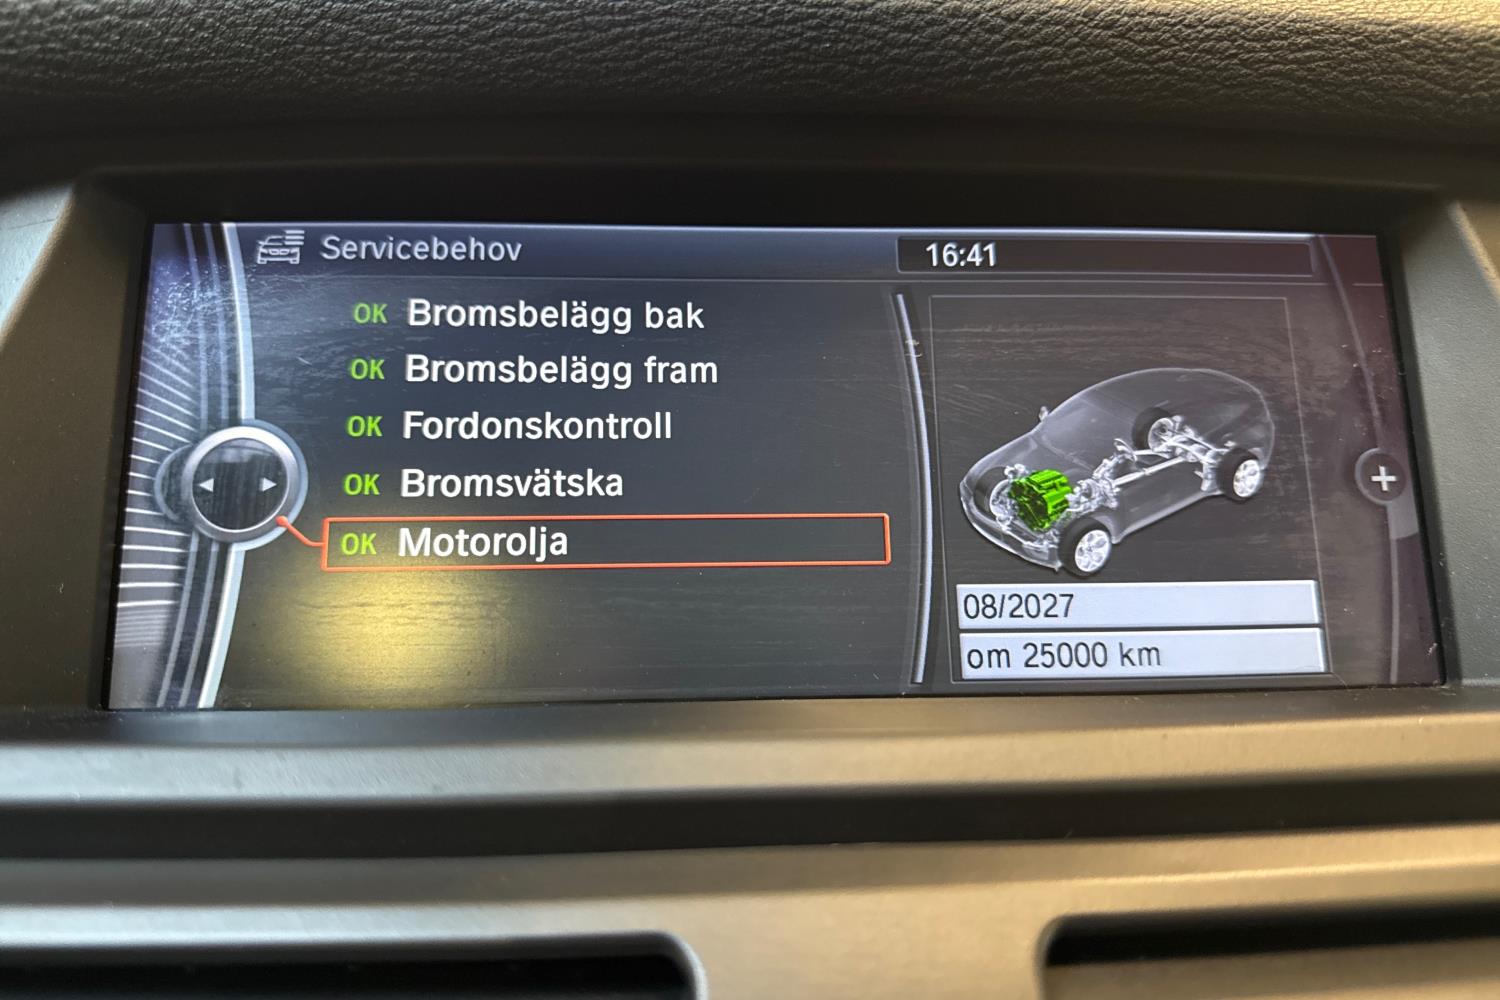 Servicebehov
16:41
OK Bromsbelägg bak
OK Bromsbelägg fram
OK Fordonskontroll
OK Bromsvätska
OK Motorolja
08/2027
om 25000 km